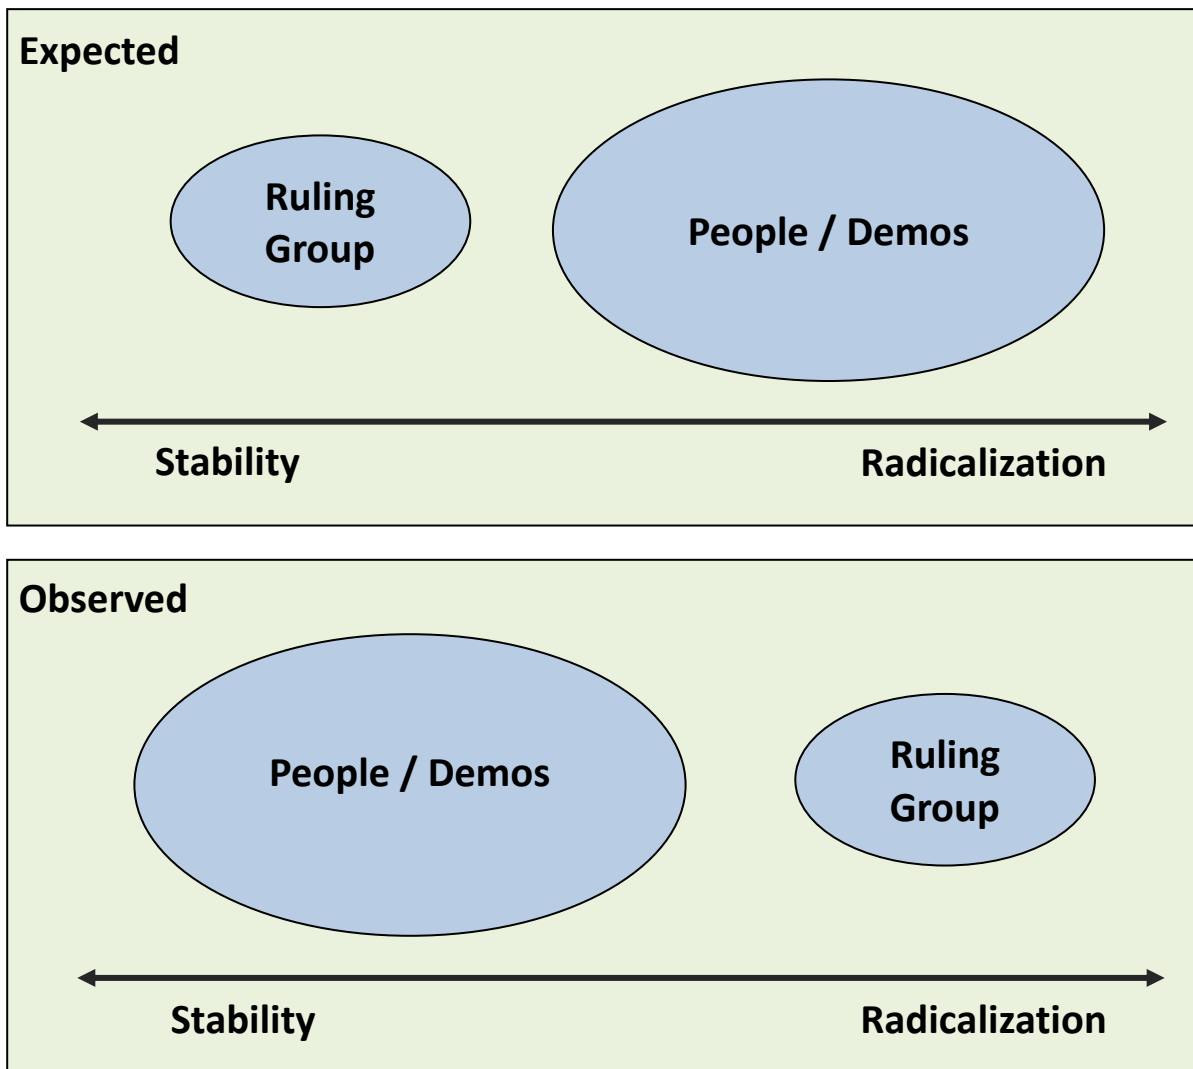 Expected
Ruling
Group
People / Demos
Stability
Radicalization
Observed
People / Demos
Ruling
Group
Stability
Radicalization